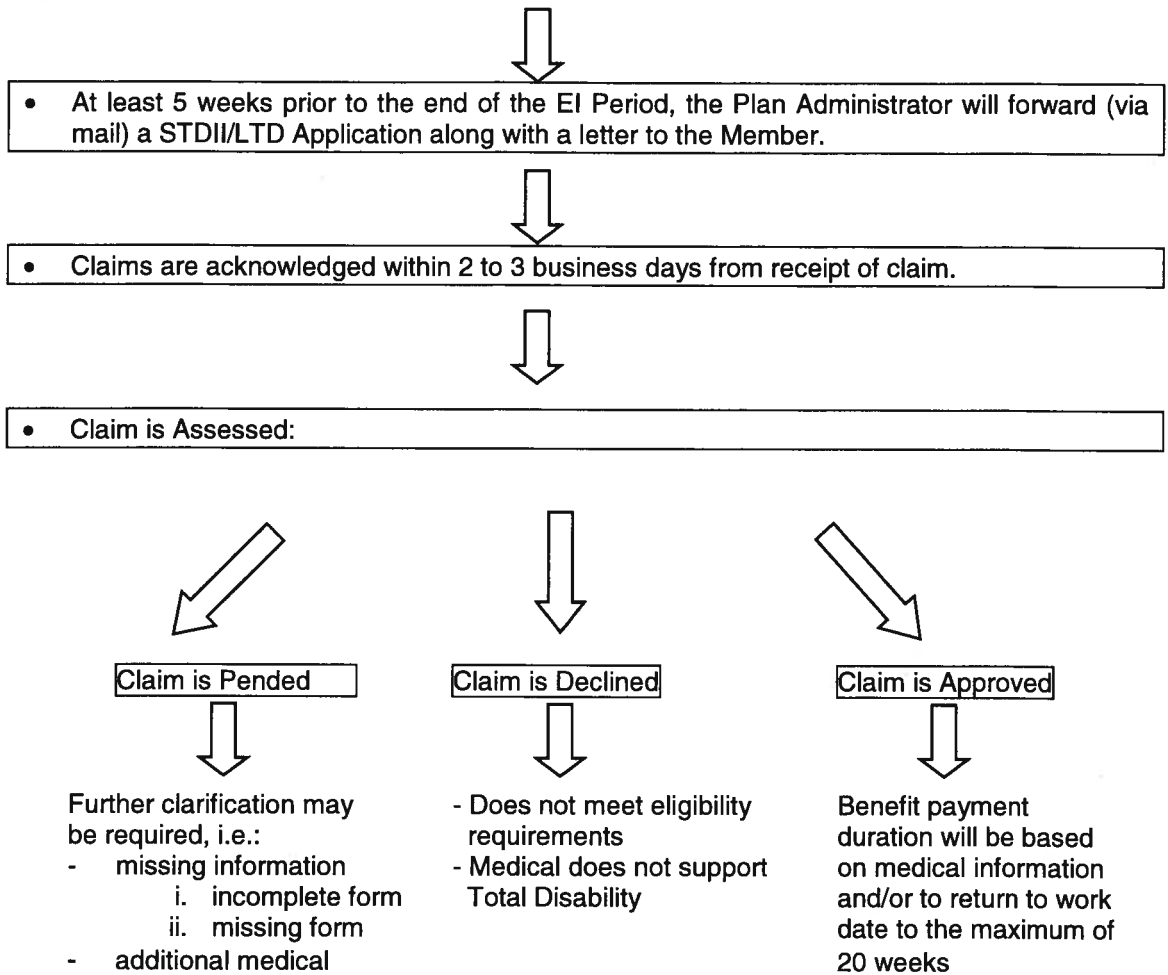 • At least 5 weeks prior to the end of the EI Period, the Plan Administrator will forward (via
mail) a STDII/LTD Application along with a letter to the Member.
• Claims are acknowledged within 2 to 3 business days from receipt of claim.
• Claim is Assessed:
Claim is Pended
Further clarification may
be required, i.e.:
- missing information
i. incomplete form
ii. missing form
- additional medical
Claim is Declined
- Does not meet eligibility
requirements
- Medical does not support
Total Disability
Claim is Approved
Benefit payment
duration will be based
on medical information
and/or to return to work
date to the maximum of
20 weeks